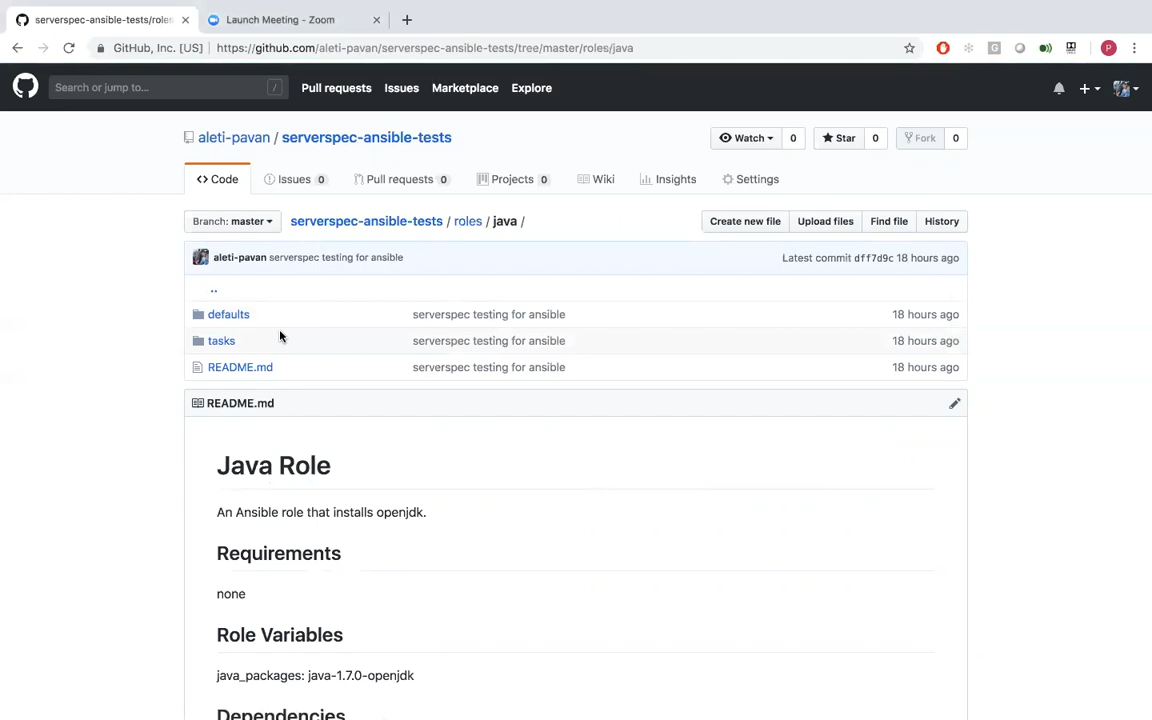 serverspec-ansible-tests/roles
Launch Meeting - Zoom
GitHub, Inc. [US] https://github.com/aleti-pavan/serverspec-ansible-tests/tree/master/roles/java
G
P
Search or jump to... /
Pull requests Issues Marketplace Explore
aleti-pavan / serverspec-ansible-tests
Watch 0 Star 0 Fork 0
<> Code Issues 0 Pull requests 0 Projects 0 Wiki Insights Settings
Branch: master serverspec-ansible-tests / roles / java /
Create new file Upload files Find file History
aleti-pavan serverspec testing for ansible Latest commit dff7d9c 18 hours ago
..
defaults serverspec testing for ansible 18 hours ago
tasks serverspec testing for ansible 18 hours ago
README.md serverspec testing for ansible 18 hours ago
README.md
Java Role
An Ansible role that installs openjdk.
Requirements
none
Role Variables
java_packages: java-1.7.0-openjdk
Dependencies